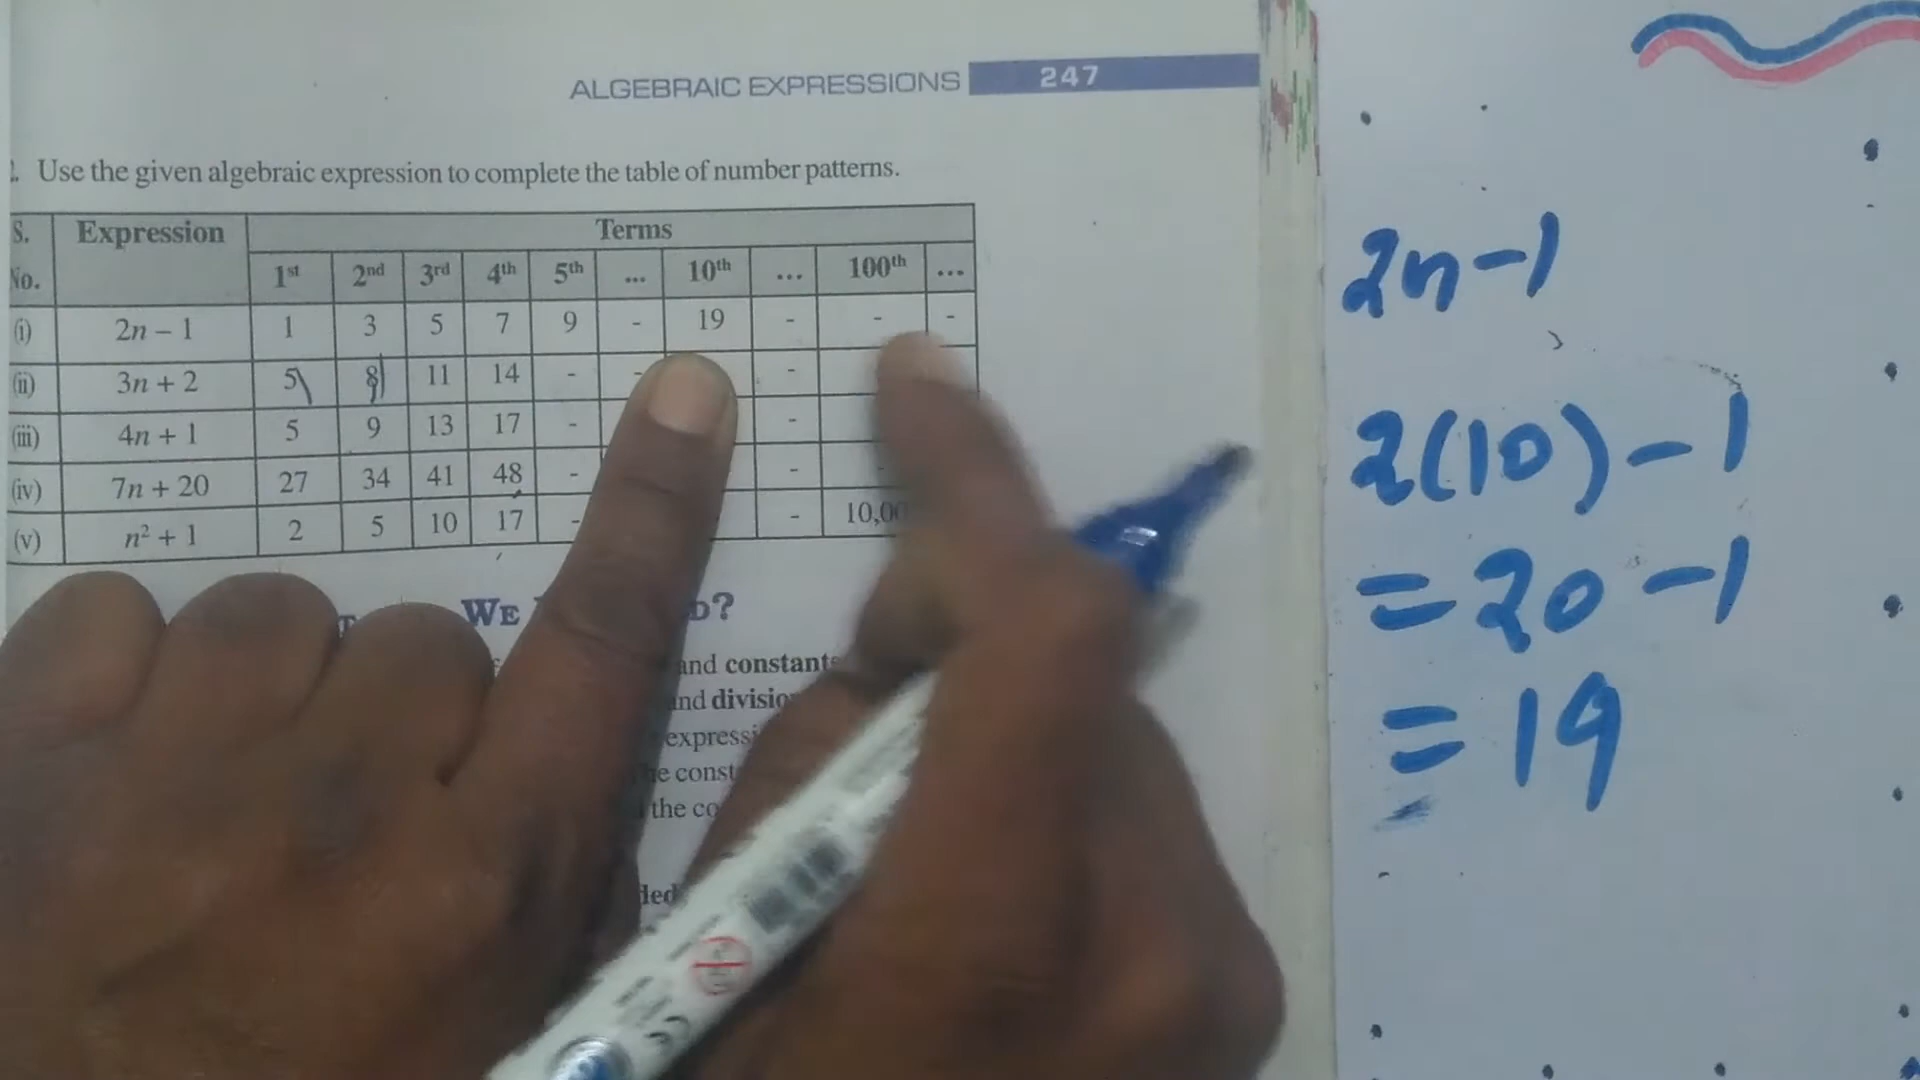 ALGEBRAIC EXPRESSIONS 247
. Use the given algebraic expression to complete the table of number patterns.
S. No. Expression Terms
1st 2nd 3rd 4th 5th ... 10th ... 100th ...
(i) 2n – 1 1 3 5 7 9 - 19 - - -
(ii) 3n + 2 5 8 11 14 - - -
(iii) 4n + 1 5 9 13 17 - -
(iv) 7n + 20 27 34 41 48 - - -
(v) n² + 1 2 5 10 17 - - 10,00
WE D?
and constants
and divisio
expressi
he const
the co
ded
2n-1
2(10)-1
=20-1
=19